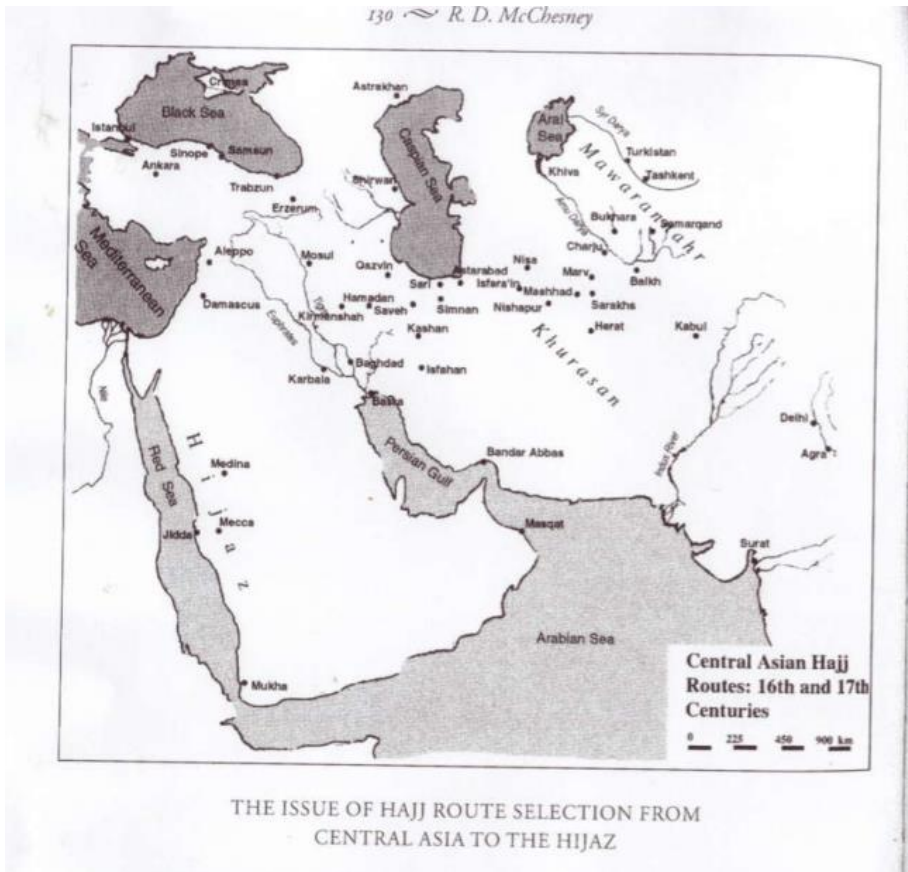 130 ~ R. D. McChesney
Crimea
Black Sea
Istanbul
Sinope
Samsun
Ankara
Trabzun
Erzerum
Astrakhan
Caspian Sea
Shirwan
Aral
Sea
Syr Darya
Turkistan
Tashkent
Khiva
Mawarannahr
Amu Darya
Bukhara
Samarqand
Charju
Balkh
Mediterranean
Sea
Aleppo
Mosul
Qazvin
Sari
Astarabad
Nisa
Isfara'in
Marv
Mashhad
Sarakhs
Nishapur
Damascus
Hamadan
Kirmenshah
Saveh
Simnan
Tigris
Euphrates
Kashan
Herat
Kabul
Khurasan
Baghdad
Karbala
Isfahan
Basra
Nile
Delhi
Agra
Indus River
Red Sea
Hijaz
Medina
Persian Gulf
Bandar Abbas
Mecca
Jidda
Masqat
Surat
Arabian Sea
Mukha
Central Asian Hajj
Routes: 16th and 17th
Centuries
0 225 450 900 km
THE ISSUE OF HAJJ ROUTE SELECTION FROM
CENTRAL ASIA TO THE HIJAZ